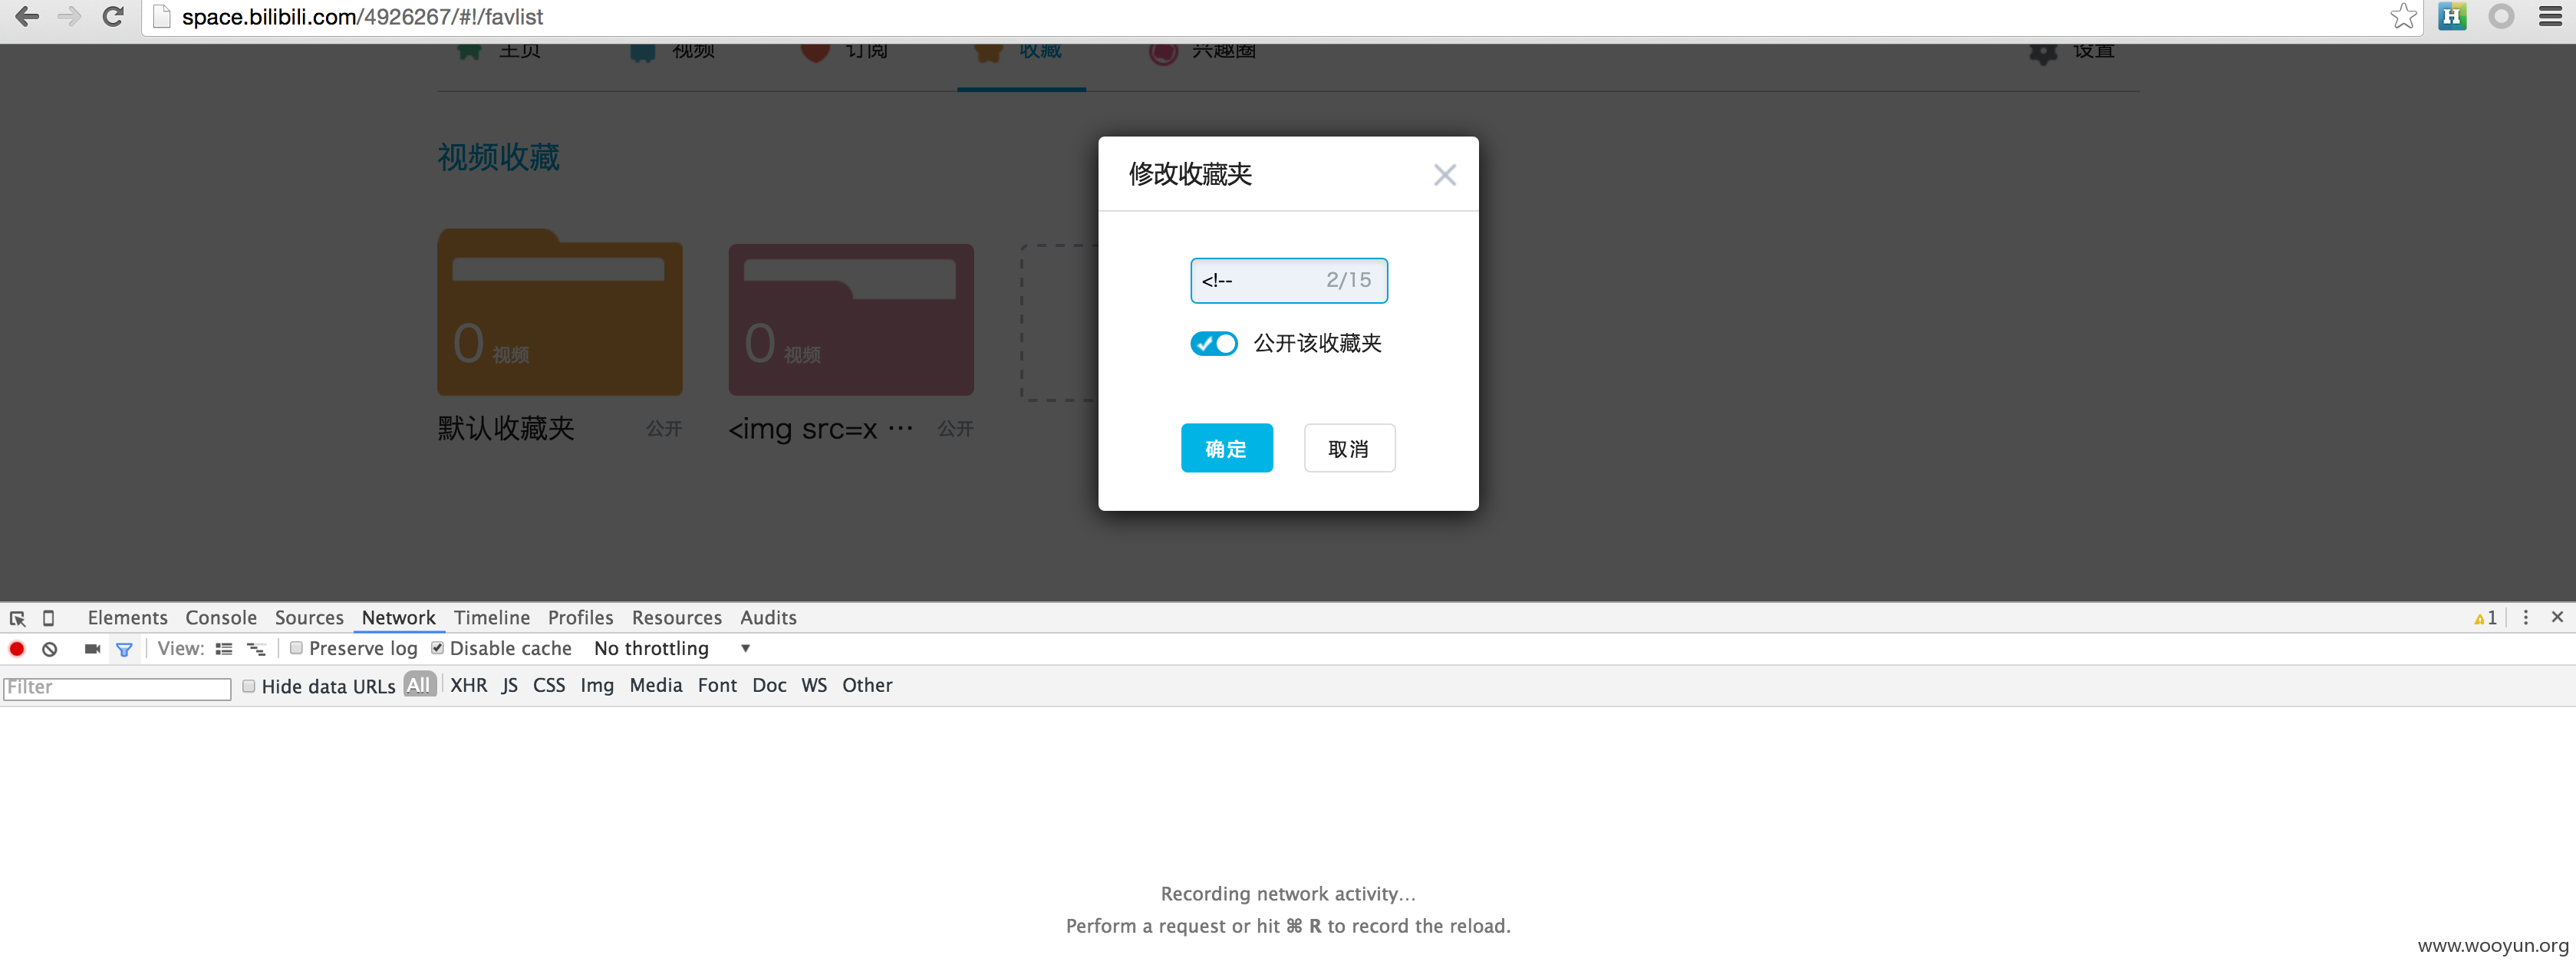 space.bilibili.com/4926267/#!/favlist
主页 视频 订阅 收藏 兴趣圈 设置
视频收藏
0 视频
默认收藏夹 公开
0 视频
<img src=x … 公开
修改收藏夹
<!-- 2/15
公开该收藏夹
确定 取消
Elements Console Sources Network Timeline Profiles Resources Audits 1
View: Preserve log Disable cache No throttling
Filter Hide data URLs All XHR JS CSS Img Media Font Doc WS Other
Recording network activity…
Perform a request or hit ⌘ R to record the reload.
www.wooyun.org